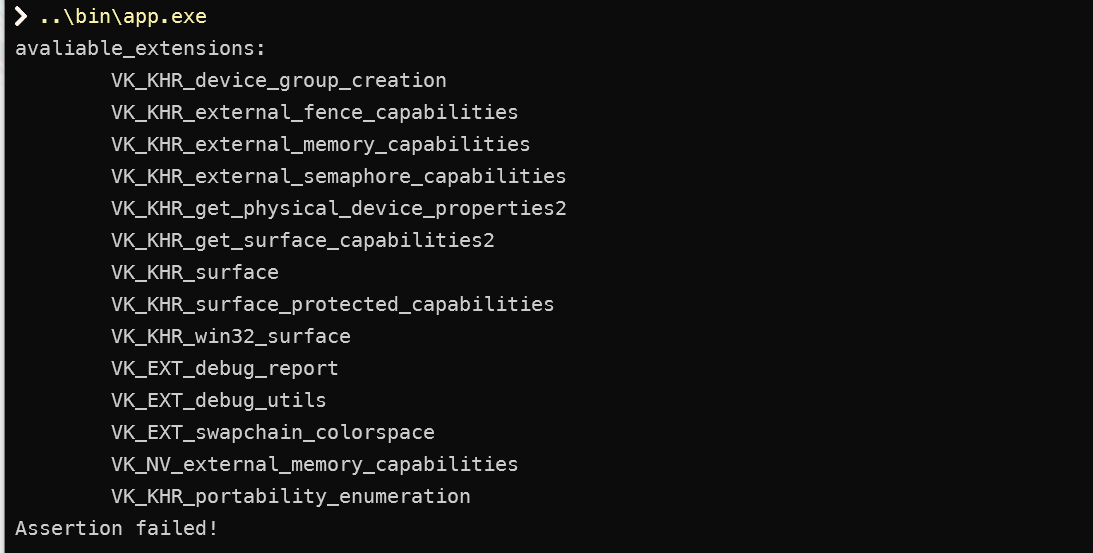 ❯ ..\bin\app.exe
avaliable_extensions:
VK_KHR_device_group_creation
VK_KHR_external_fence_capabilities
VK_KHR_external_memory_capabilities
VK_KHR_external_semaphore_capabilities
VK_KHR_get_physical_device_properties2
VK_KHR_get_surface_capabilities2
VK_KHR_surface
VK_KHR_surface_protected_capabilities
VK_KHR_win32_surface
VK_EXT_debug_report
VK_EXT_debug_utils
VK_EXT_swapchain_colorspace
VK_NV_external_memory_capabilities
VK_KHR_portability_enumeration
Assertion failed!